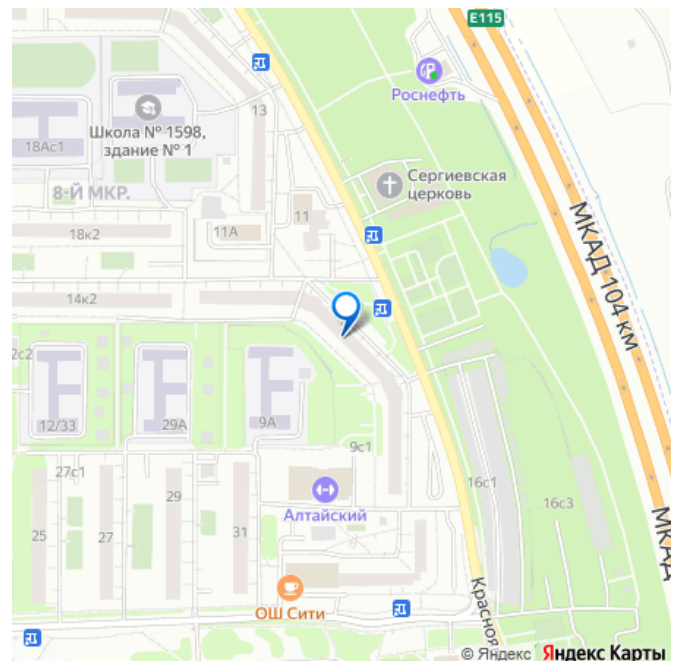 E115
Роснефть
13
Школа № 1598,
здание № 1
18Ас1
Сергиевская
церковь
8-Й МКР.
11
11А
18к2
МКАД 104 км
14к2
2с2
12/33
29А
9А
9с1
27с1
29
16с1
16с3
25
27
31
Алтайский
МКАД
ОШ Сити
Красноя
© Яндекс Яндекс Карты